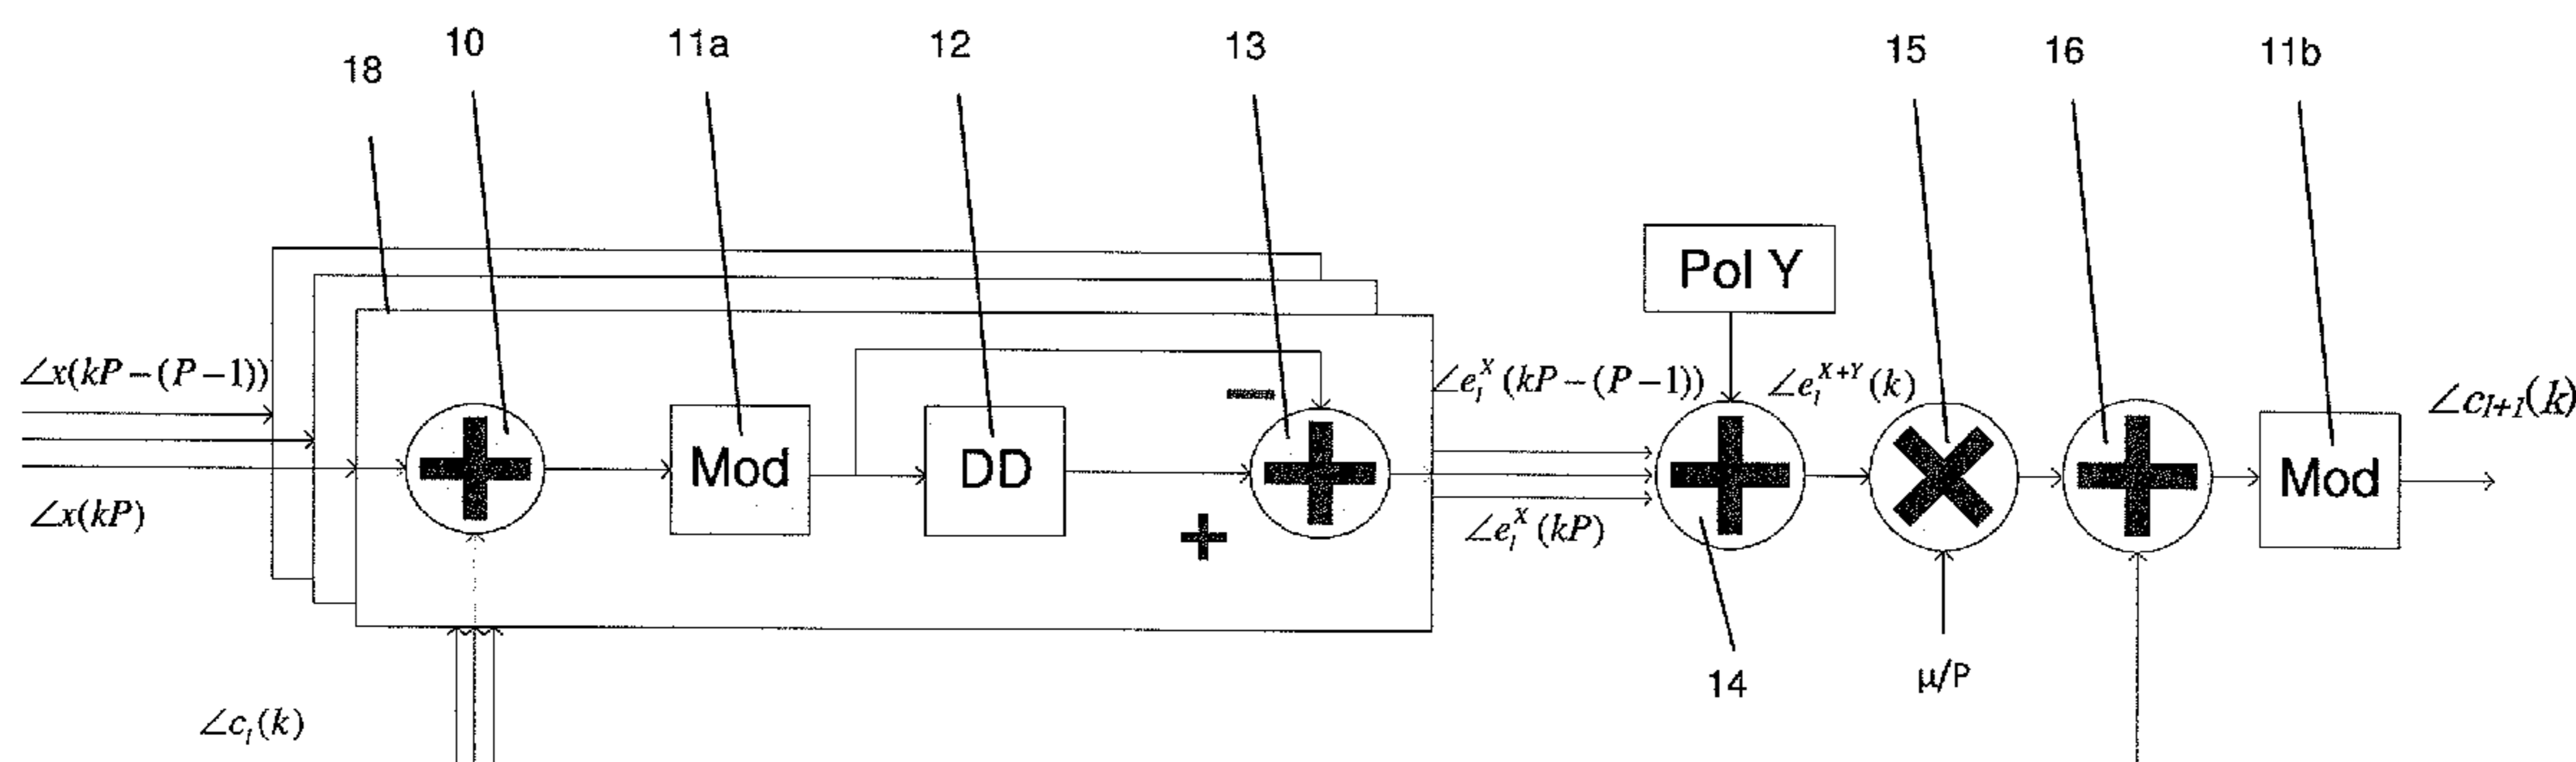 18
10
11a
12
13
15
16
11b
Pol Y
∠x(kP−(P−1))
∠x(kP)
Mod
DD
−
+
∠e_l^X(kP−(P−1))
∠e_l^X(kP)
∠e_l^{X+Y}(k)
∠c_{l+1}(k)
Mod
14
μ/P
∠c_l(k)